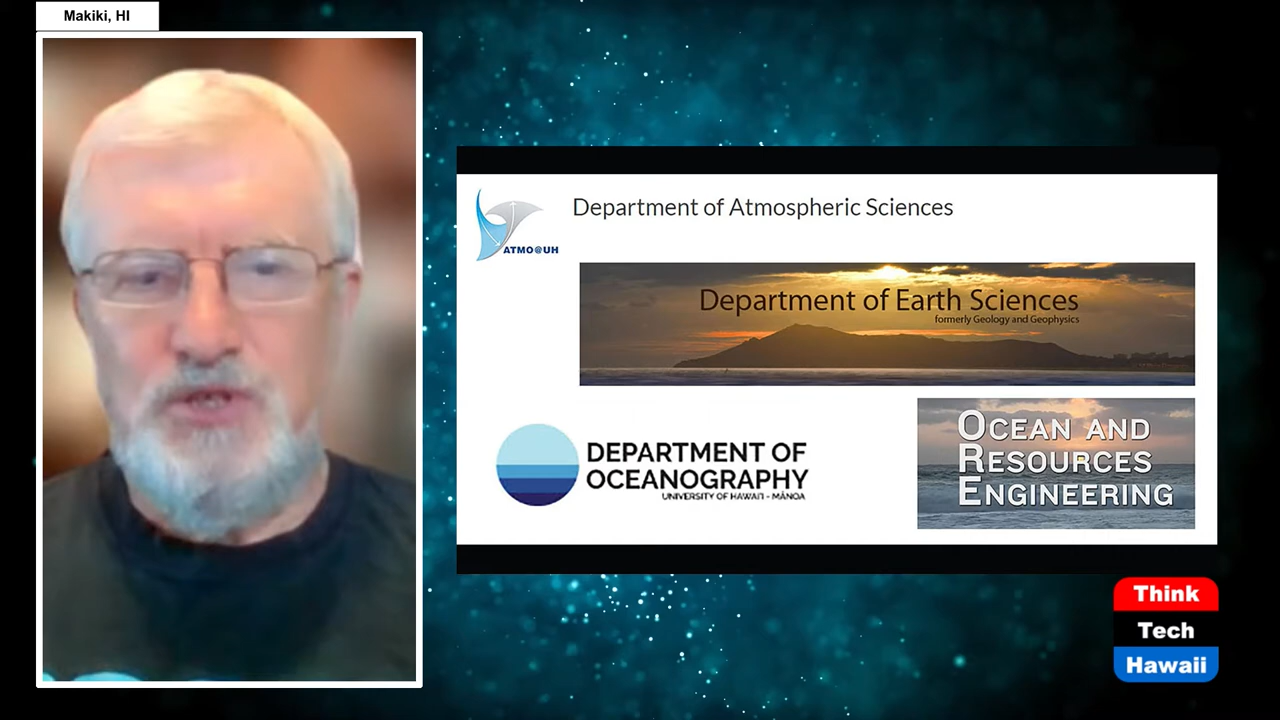 Makiki, HI
Department of Atmospheric Sciences
ATMO@UH
Department of Earth Sciences
formerly Geology and Geophysics
DEPARTMENT OF
OCEANOGRAPHY
UNIVERSITY OF HAWAI'I - MĀNOA
OCEAN AND
RESOURCES
ENGINEERING
Think
Tech
Hawaii